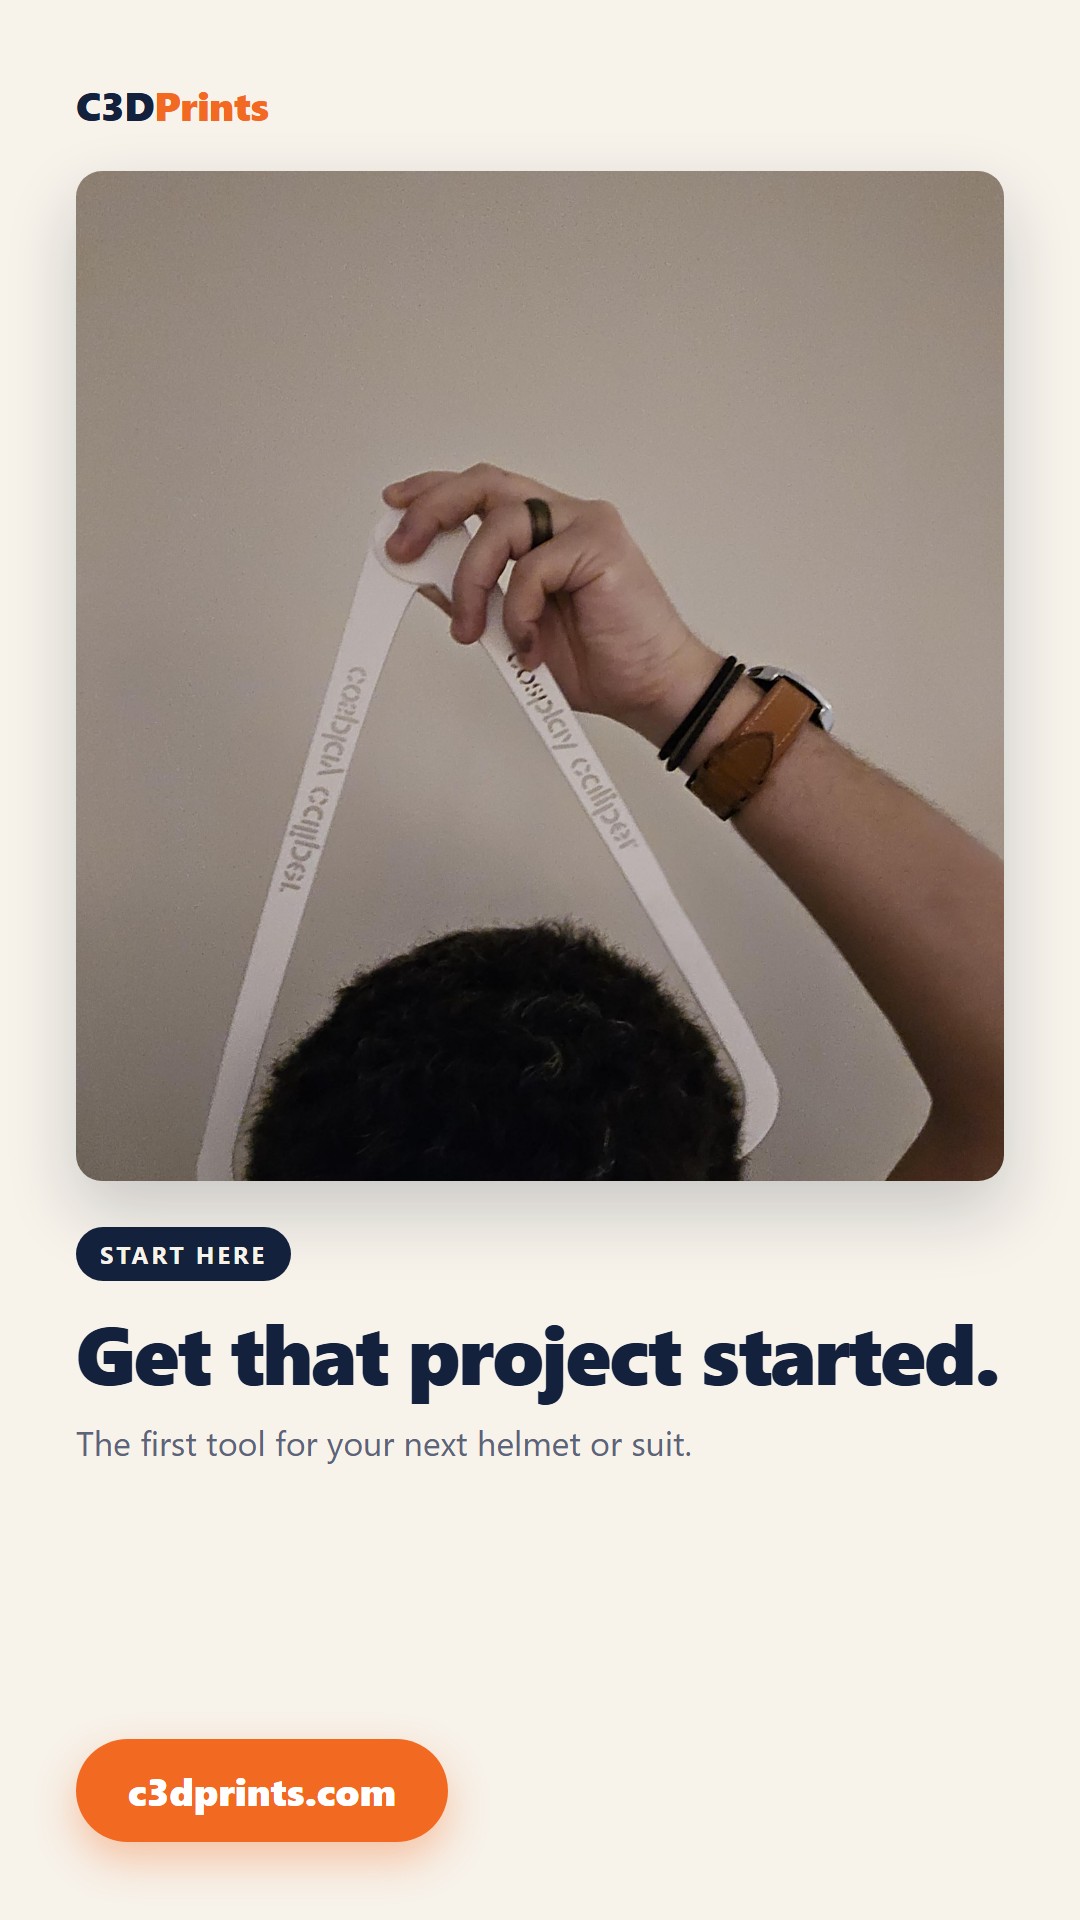 C3DPrints
cosplay caliper
cosplay caliper
START HERE
Get that project started.
The first tool for your next helmet or suit.
c3dprints.com